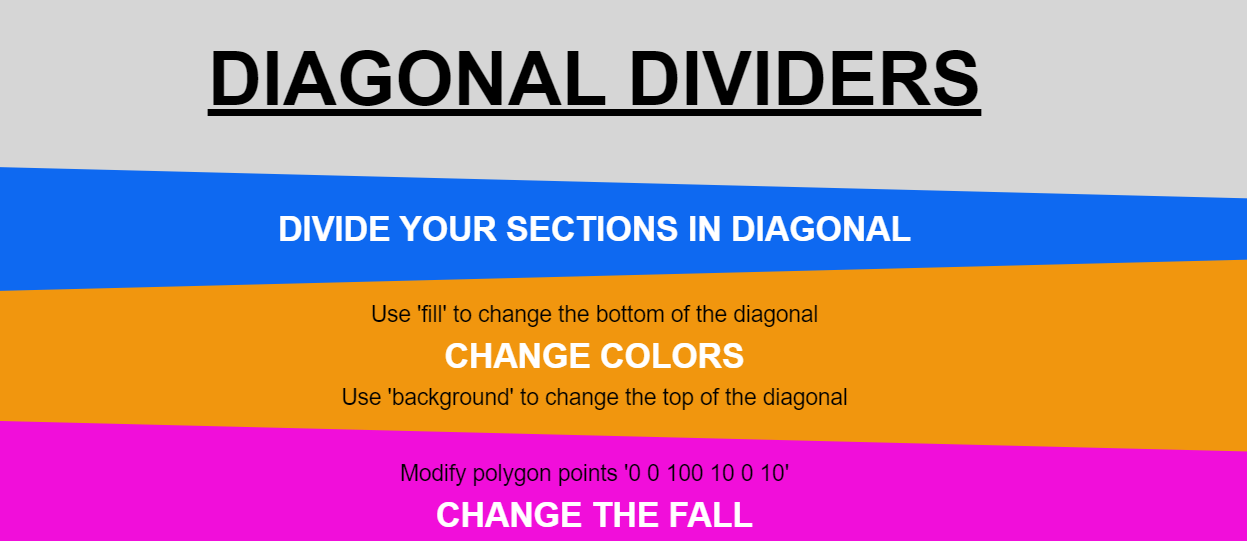 DIAGONAL DIVIDERS
DIVIDE YOUR SECTIONS IN DIAGONAL
Use 'fill' to change the bottom of the diagonal
CHANGE COLORS
Use 'background' to change the top of the diagonal
Modify polygon points '0 0 100 10 0 10'
CHANGE THE FALL